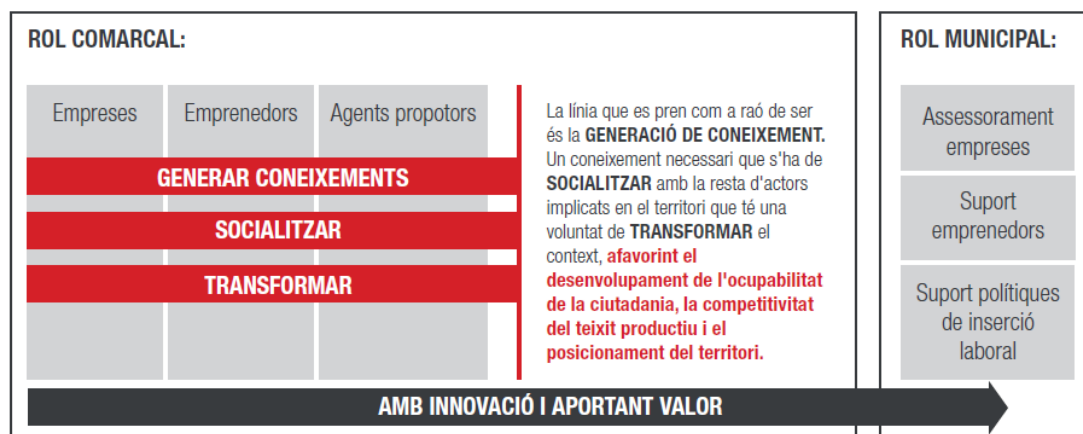 ROL COMARCAL:
Empreses
Emprenedors
Agents propotors
GENERAR CONEIXEMENTS
SOCIALITZAR
TRANSFORMAR
La línia que es pren com a raó de ser
és la GENERACIÓ DE CONEIXEMENT.
Un coneixement necessari que s'ha de
SOCIALITZAR amb la resta d'actors
implicats en el territori que té una
voluntat de TRANSFORMAR el
context, afavorint el
desenvolupament de l'ocupabilitat
de la ciutadania, la competitivitat
del teixit productiu i el
posicionament del territori.
ROL MUNICIPAL:
Assessorament
empreses
Suport
emprenedors
Suport polítiques
de inserció
laboral
AMB INNOVACIÓ I APORTANT VALOR